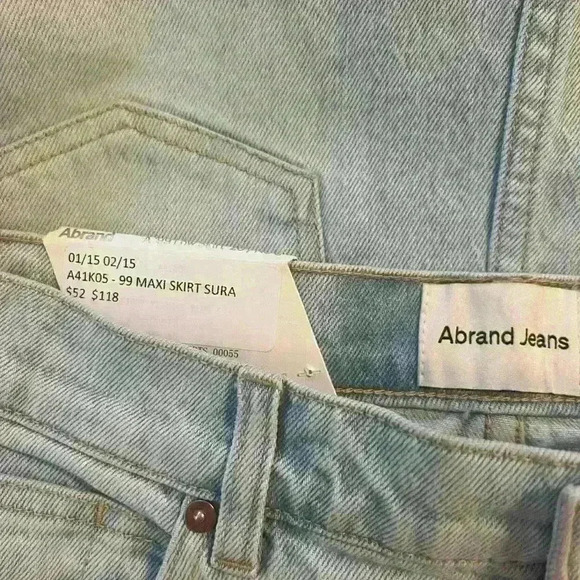 Abrand
01/15 02/15
A41K05 - 99 MAXI SKIRT SURA
$52 $118
00055
Abrand Jeans